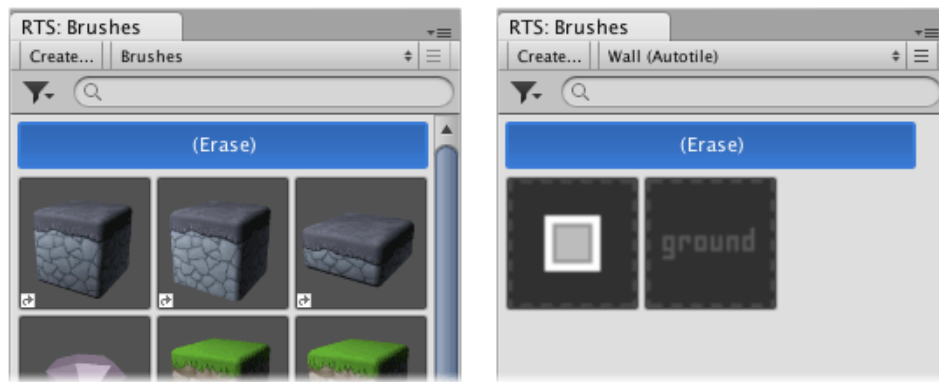 RTS: Brushes
Create... Brushes
(Erase)
RTS: Brushes
Create... Wall (Autotile)
(Erase)
ground